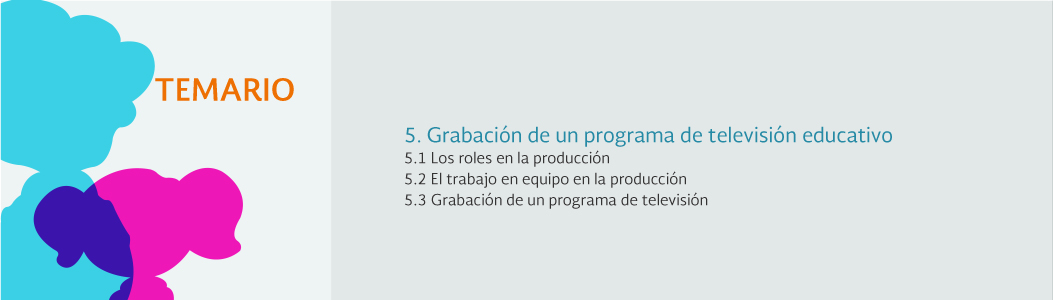 TEMARIO
5. Grabación de un programa de televisión educativo
5.1 Los roles en la producción
5.2 El trabajo en equipo en la producción
5.3 Grabación de un programa de televisión